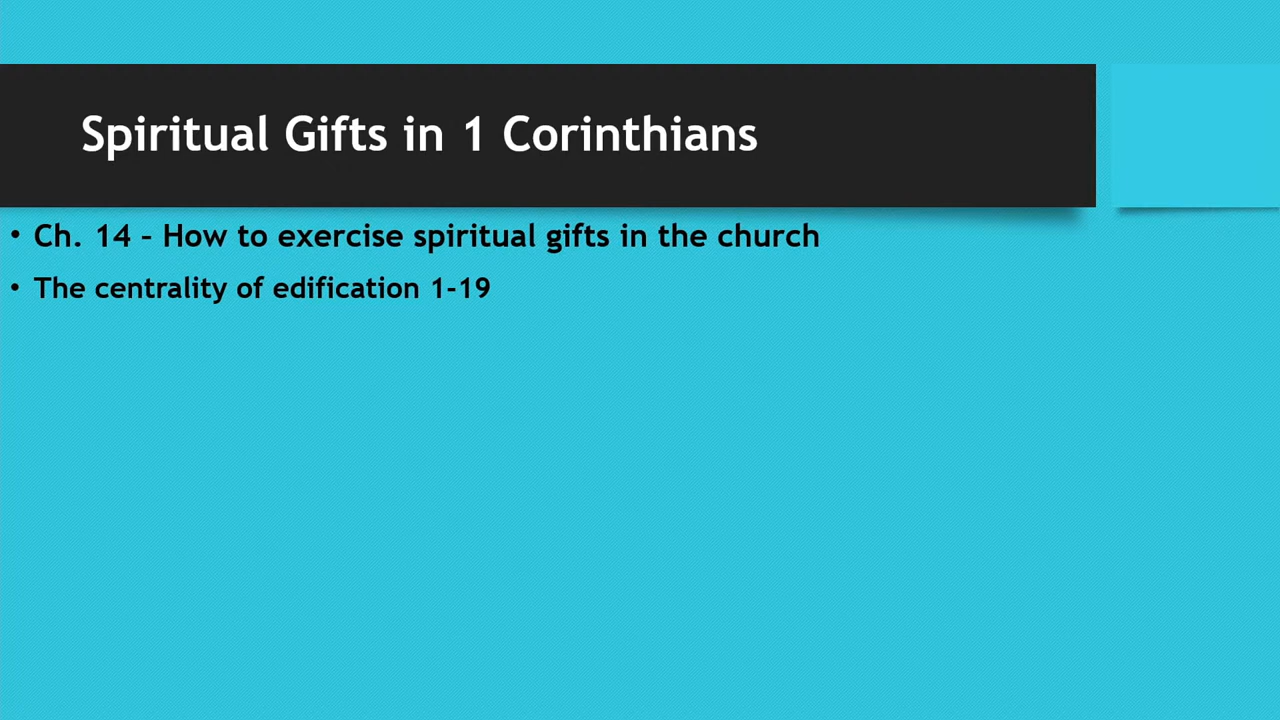 Spiritual Gifts in 1 Corinthians
• Ch. 14 – How to exercise spiritual gifts in the church
• The centrality of edification 1-19